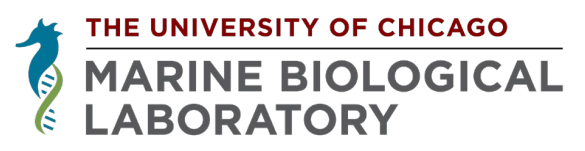 THE UNIVERSITY OF CHICAGO
MARINE BIOLOGICAL
LABORATORY